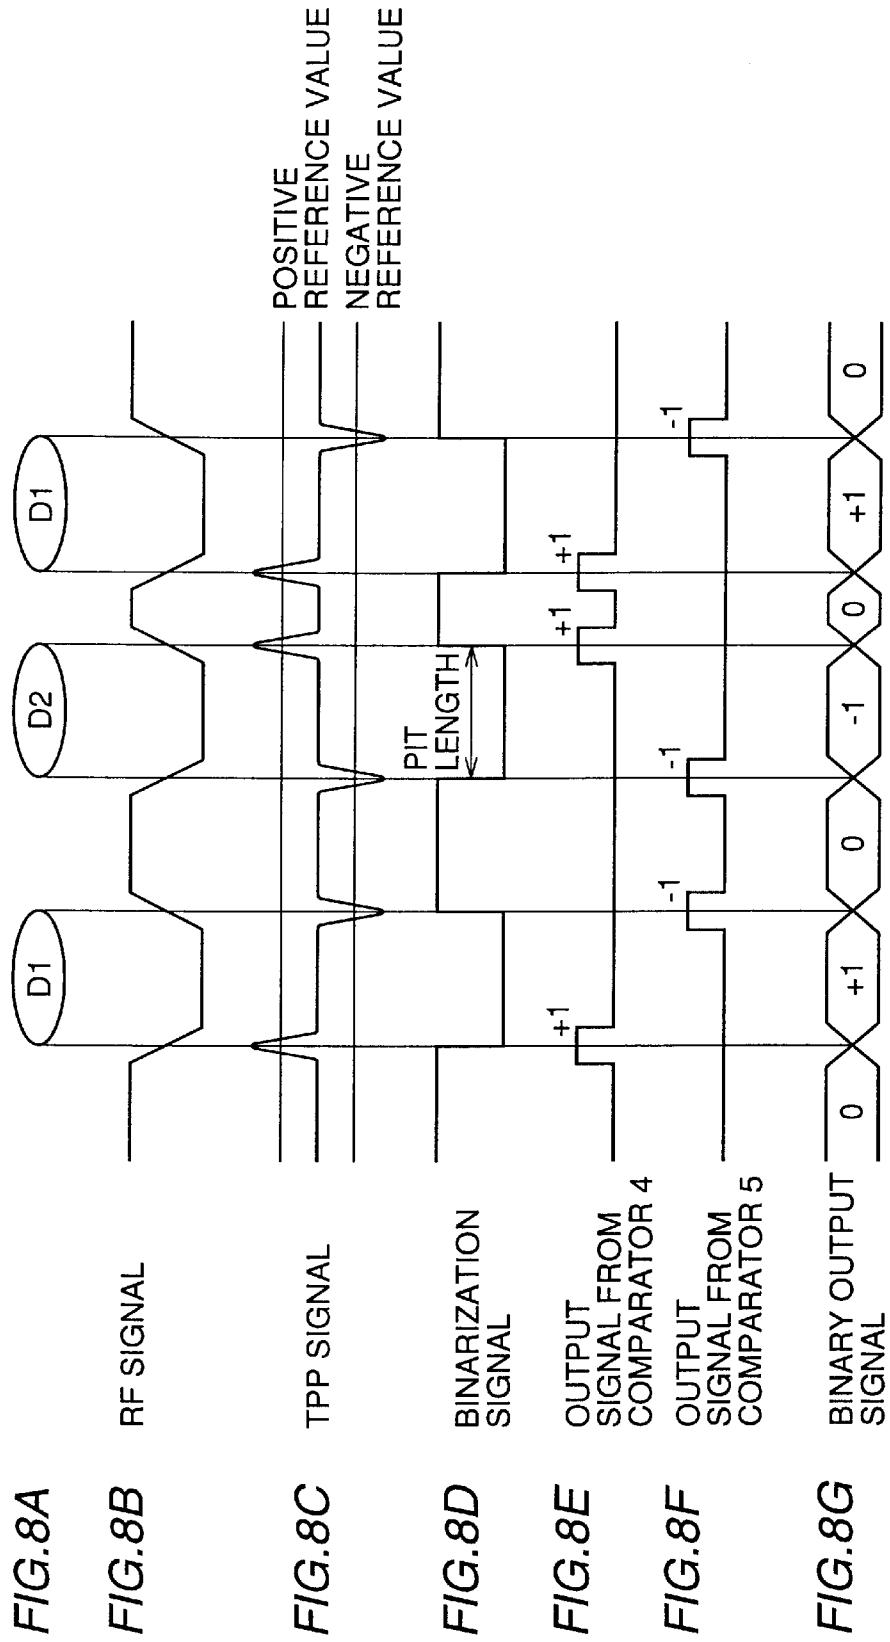 FIG.8A
D1
D2
D1
FIG.8B
RF SIGNAL
FIG.8C
TPP SIGNAL
POSITIVE
REFERENCE VALUE
NEGATIVE
REFERENCE VALUE
FIG.8D
BINARIZATION
SIGNAL
PIT
LENGTH
FIG.8E
OUTPUT
SIGNAL FROM
COMPARATOR 4
+1
+1
+1
FIG.8F
OUTPUT
SIGNAL FROM
COMPARATOR 5
-1
-1
-1
FIG.8G
BINARY OUTPUT
SIGNAL
0
+1
0
-1
0
+1
0